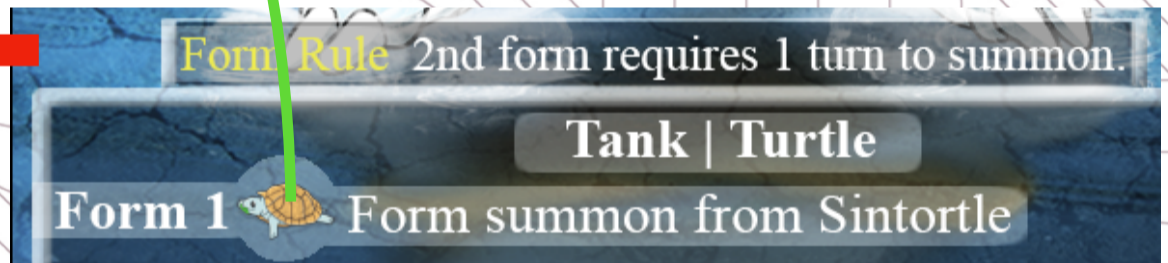 Form Rule 2nd form requires 1 turn to summon.
Tank | Turtle
Form 1 Form summon from Sintortle